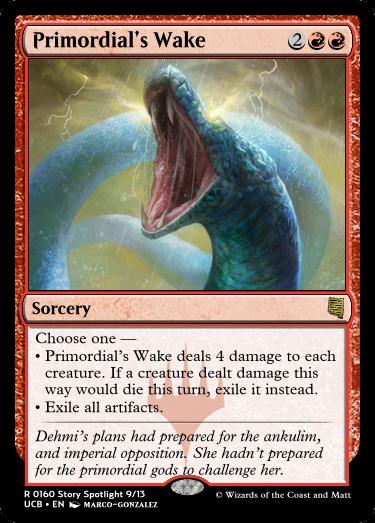 Primordial's Wake 2
Sorcery
Choose one —
• Primordial's Wake deals 4 damage to each
creature. If a creature dealt damage this
way would die this turn, exile it instead.
• Exile all artifacts.
Dehmi's plans had prepared for the ankulim,
and imperial opposition. She hadn't prepared
for the primordial gods to challenge her.
R 0160 Story Spotlight 9/13
UCB • EN MARCO-GONZALEZ
© Wizards of the Coast and Matt